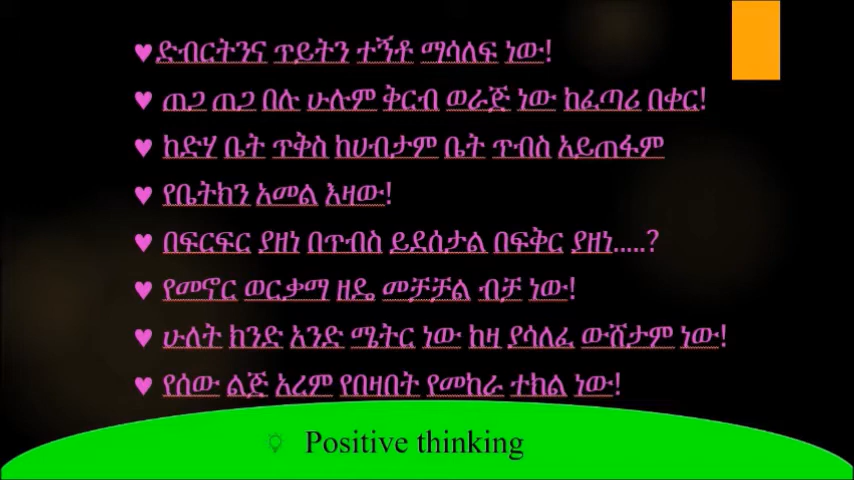 ♥ድብርትንና ጥይትን ተኝቶ ማሳለፍ ነው!
♥ ጠጋ ጠጋ በሉ ሁሉም ቅርብ ወራጅ ነው ከፈጣሪ በቀር!
♥ ከድሃ ቤት ጥቅስ ከሀብታም ቤት ጥብስ አይጠፋም
♥ የቤትክን አመል እዛው!
♥ በፍርፍር ያዘነ በጥብስ ይደሰታል በፍቅር ያዘነ.....?
♥ የመኖር ወርቃማ ዘዴ መቻቻል ብቻ ነው!
♥ ሁለት ክንድ አንድ ሜትር ነው ከዛ ያሳለፈ ውሸታም ነው!
♥ የሰው ልጅ አረም የበዛበት የመከራ ተክል ነው!
Positive thinking